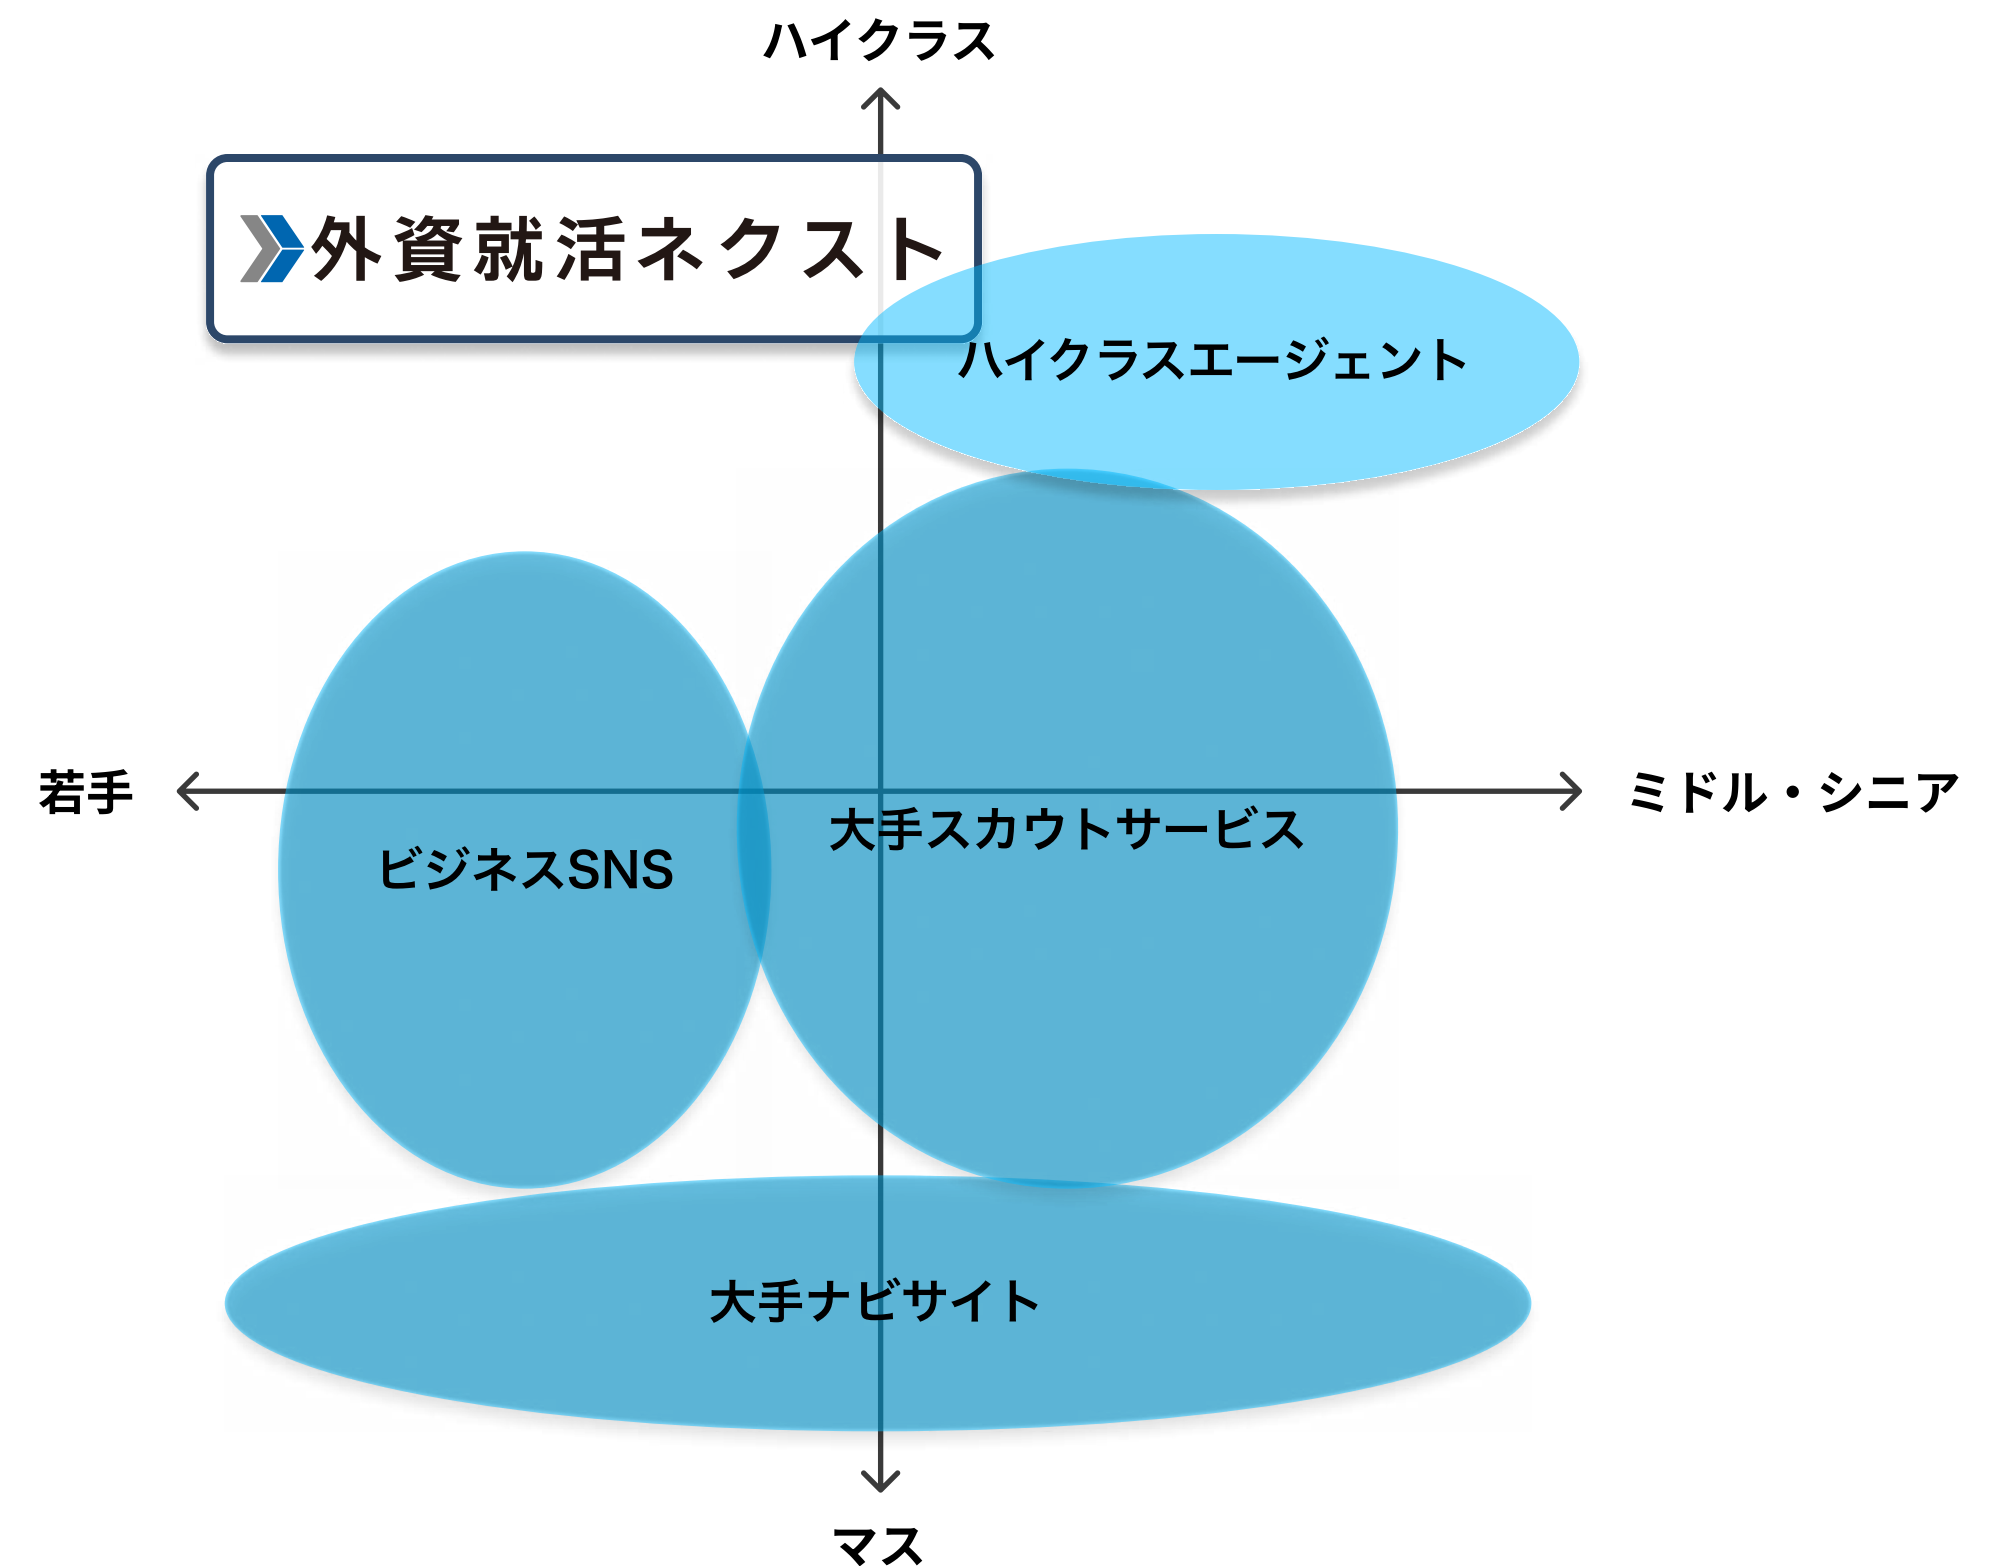 ハイクラス
外資就活ネクスト
ハイクラスエージェント
若手
ミドル・シニア
大手スカウトサービス
ビジネスSNS
大手ナビサイト
マス